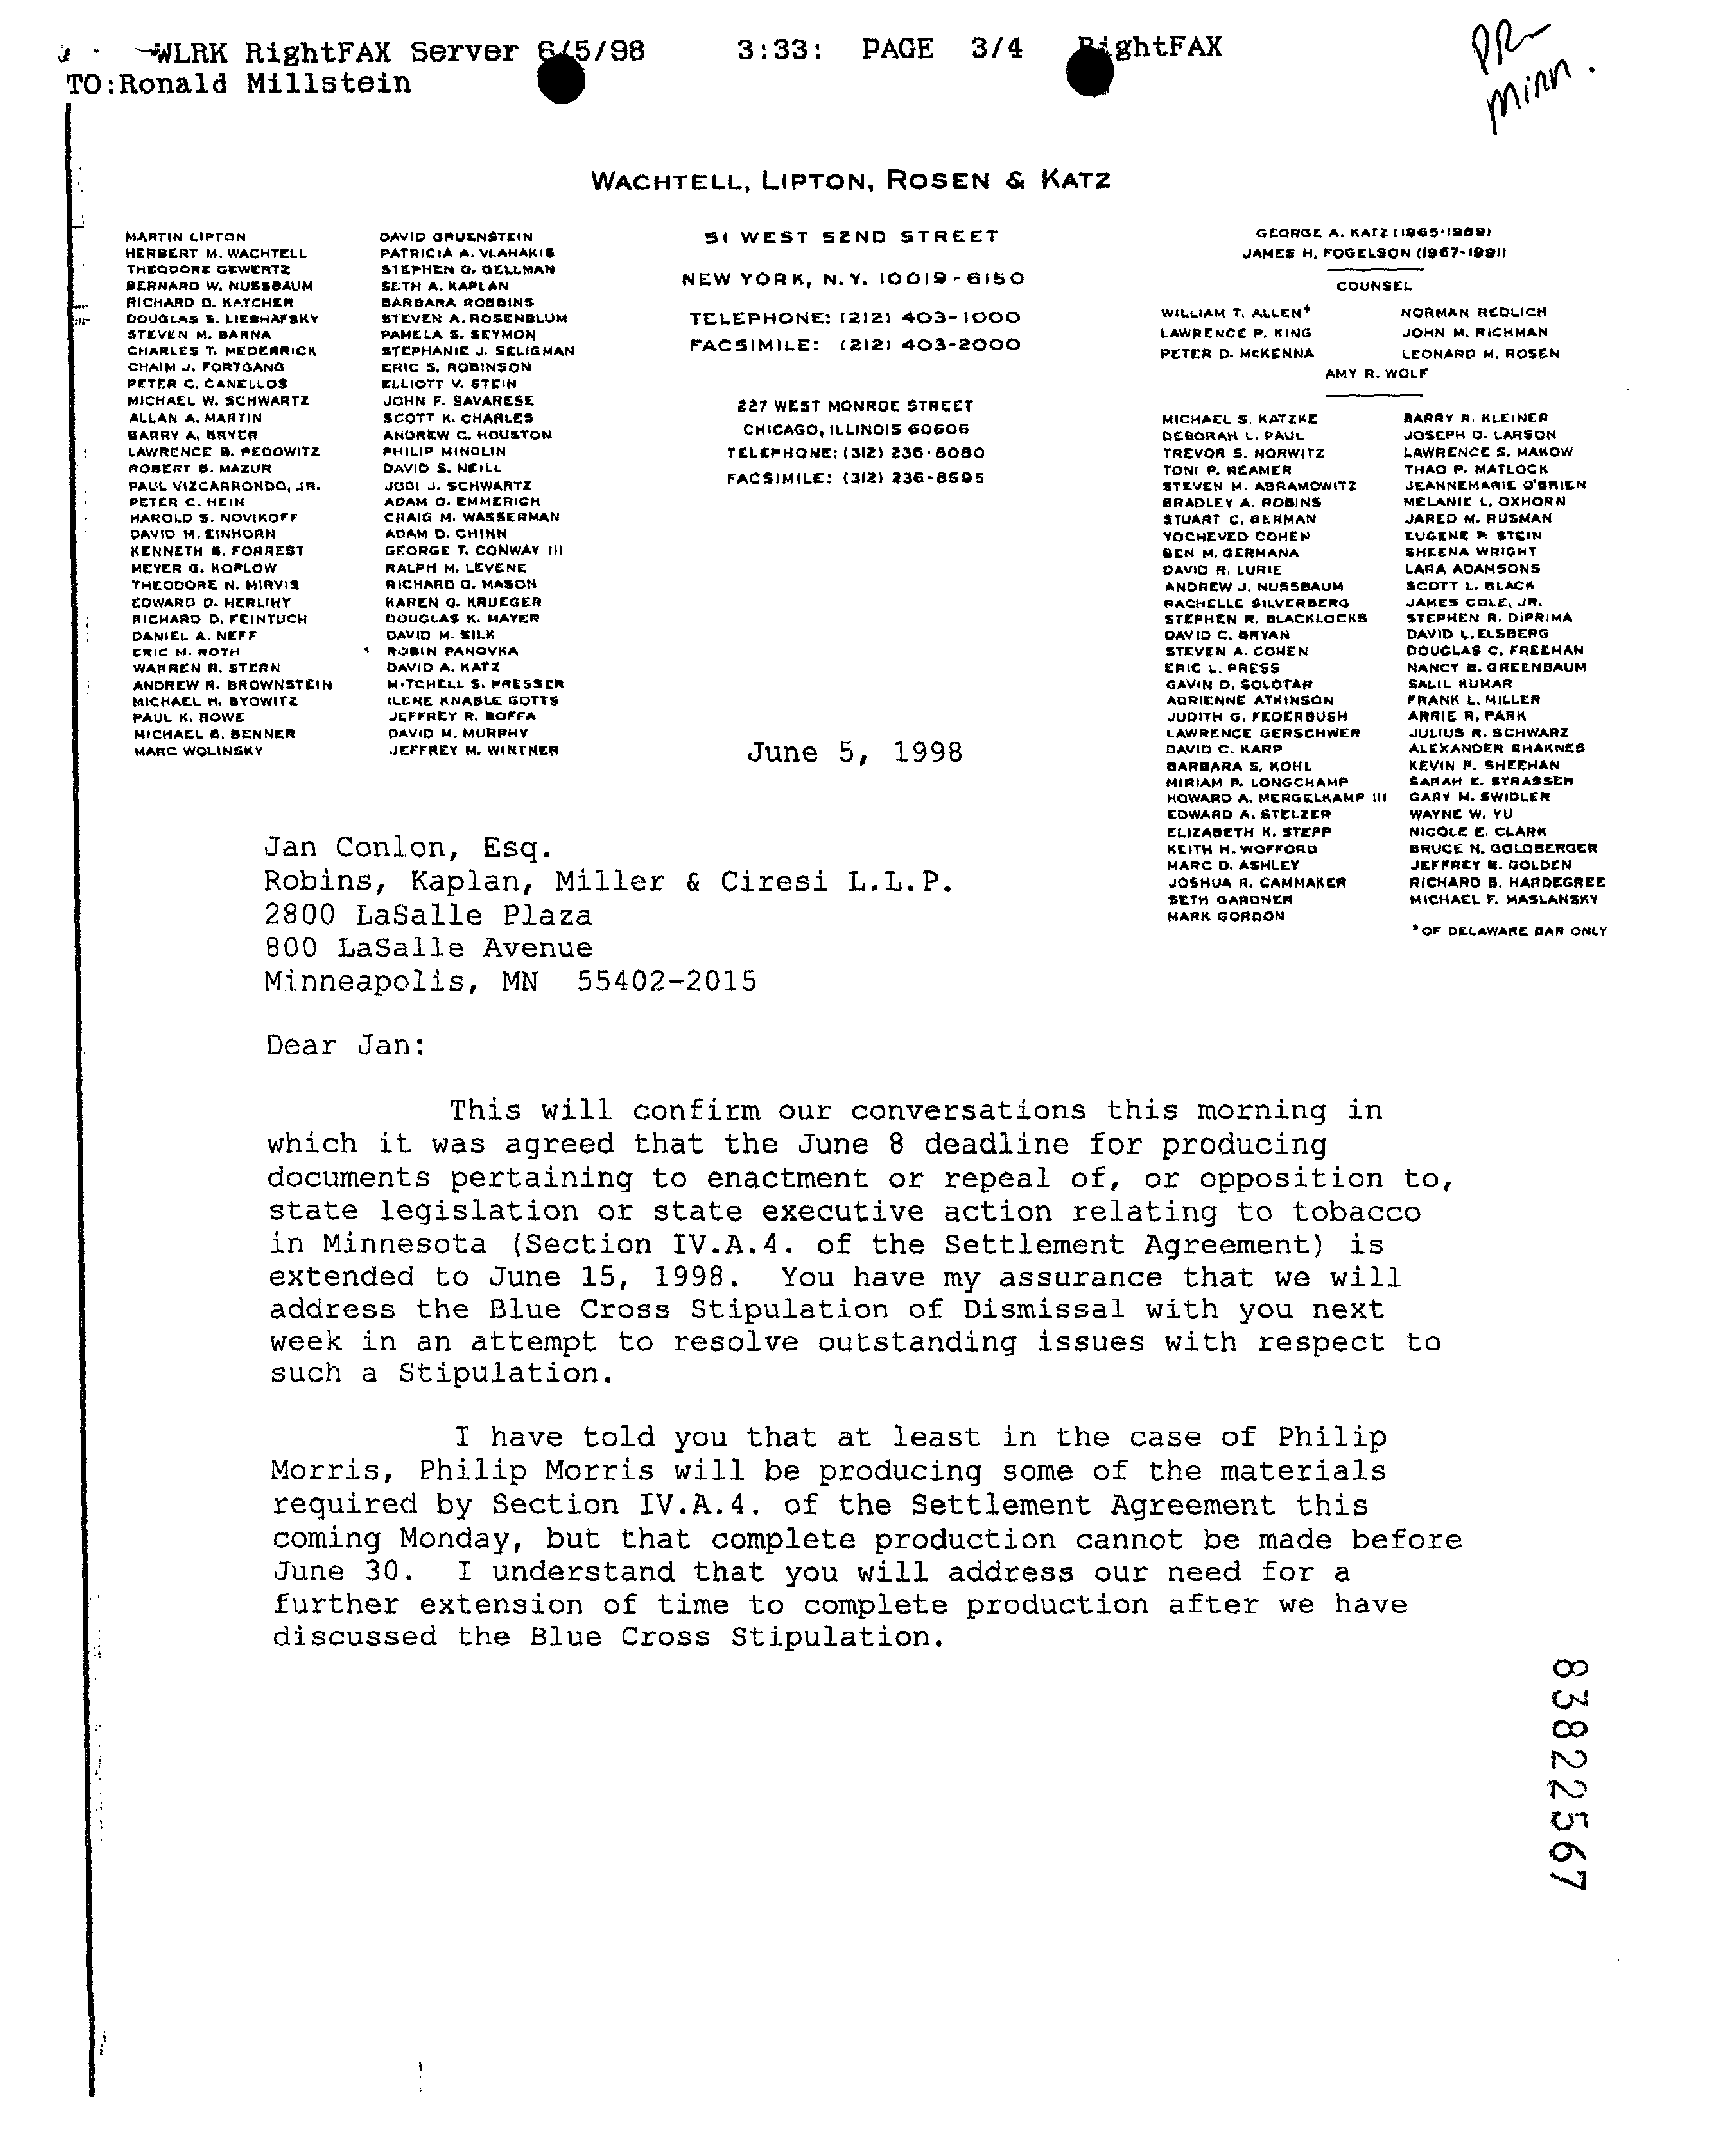 WLRK RightFAX Server 6/5/98 3:33: PAGE 3/4 RightFAX
TO:Ronald Millstein
PR
Minn.
WACHTELL, LIPTON, ROSEN & KATZ
MARTIN LIPTON
HERBERT M. WACHTELL
THEODORE GEWERTZ
BERNARD W. NUSSBAUM
RICHARD D. KATCHER
DOUGLAS S. LIEBHAFSKY
STEVEN M. BARNA
CHARLES T. MEDERRICK
CHAIM J. FORTGANG
PETER C. CANELLOS
MICHAEL W. SCHWARTZ
ALLAN A. MARTIN
BARRY A. BRYER
LAWRENCE B. PEDOWITZ
ROBERT B. MAZUR
PAUL VIZCARRONDO, JR.
PETER C. HEIN
HAROLD S. NOVIKOFF
DAVID M. EINHORN
KENNETH B. FORREST
MEYER G. KOPLOW
THEODORE N. MIRVIS
EDWARD D. HERLIHY
RICHARD D. FEINTUCH
DANIEL A. NEFF
ERIC M. ROTH
WARREN R. STERN
ANDREW R. BROWNSTEIN
MICHAEL H. BYOWITZ
PAUL K. ROWE
MICHAEL B. BENNER
MARC WOLINSKY
DAVID GRUENSTEIN
PATRICIA A. VLAHAKIS
STEPHEN G. GELLMAN
SETH A. KAPLAN
BARBARA ROBBINS
STEVEN A. ROSENBLUM
PAMELA S. SEYMON
STEPHANIE J. SELIGMAN
ERIC S. ROBINSON
ELLIOTT V. STEIN
JOHN F. SAVARESE
SCOTT K. CHARLES
ANDREW C. HOUSTON
PHILIP MINDLIN
DAVID S. NEILL
JODI J. SCHWARTZ
ADAM O. EMMERICH
CRAIG M. WASSERMAN
ADAM D. CHINN
GEORGE T. CONWAY III
RALPH M. LEVENE
RICHARD G. MASON
KAREN G. KRUEGER
DOUGLAS K. MAYER
DAVID M. SILK
ROBIN PANOVKA
DAVID A. KATZ
MITCHELL S. PRESSER
ILENE KNABLE GOTTS
JEFFREY R. BOFFA
DAVID M. MURPHY
JEFFREY M. WINTNER
51 WEST 52ND STREET
NEW YORK, N.Y. 10019-6150
TELEPHONE: (212) 403-1000
FACSIMILE: (212) 403-2000
227 WEST MONROE STREET
CHICAGO, ILLINOIS 60606
TELEPHONE: (312) 236-8080
FACSIMILE: (312) 236-8595
GEORGE A. KATZ (1965-1989)
JAMES H. FOGELSON (1967-1991)
COUNSEL
WILLIAM T. ALLEN* NORMAN REDLICH
LAWRENCE P. KING JOHN M. RICHMAN
PETER D. McKENNA LEONARD M. ROSEN
AMY R. WOLF
MICHAEL S. KATZKE
DEBORAH L. PAUL
TREVOR S. NORWITZ
TONI P. REAMER
STEVEN M. ABRAMOWITZ
BRADLEY A. ROBINS
STUART C. BERMAN
YOCHEVED COHEN
BEN M. GERMANA
DAVID R. LURIE
ANDREW J. NUSSBAUM
RACHELLE SILVERBERG
STEPHEN R. BLACKLOCKS
DAVID C. BRYAN
STEVEN A. COHEN
ERIC L. PRESS
GAVIN D. SOLOTAR
ADRIENNE ATKINSON
JUDITH G. FEDERBUSH
LAWRENCE GERSCHWER
DAVID C. KARP
BARBARA S. KOHL
MIRIAM P. LONGCHAMP
HOWARD A. MERGELKAMP III
EDWARD A. STELZER
ELIZABETH K. STEPP
KEITH H. WOFFORD
MARC D. ASHLEY
JOSHUA R. CAMMAKER
SETH GARDNER
MARK GORDON
BARRY R. KLEINER
JOSEPH D. LARSON
LAWRENCE S. MAKOW
THAO P. MATLOCK
JEANNEMARIE O'BRIEN
MELANIE L. OXHORN
JARED M. RUSMAN
EUGENE P. STEIN
SHEENA WRIGHT
LARA ADAMSONS
SCOTT L. BLACK
JAMES COLE, JR.
STEPHEN R. DiPRIMA
DAVID L. ELSBERG
DOUGLAS C. FREEMAN
NANCY B. GREENBAUM
SALIL KUMAR
FRANK L. MILLER
ARRIE R. PARK
JULIUS R. SCHWARZ
ALEXANDER SHAKNES
KEVIN P. SHEEHAN
SARAH E. STRASSER
GARY M. SWIDLER
WAYNE W. YU
NICOLE E. CLARK
BRUCE N. GOLDBERGER
JEFFREY B. GOLDEN
RICHARD B. HARDEGREE
MICHAEL F. MASLANSKY
*OF DELAWARE BAR ONLY
June 5, 1998
Jan Conlon, Esq.
Robins, Kaplan, Miller & Ciresi L.L.P.
2800 LaSalle Plaza
800 LaSalle Avenue
Minneapolis, MN 55402-2015
Dear Jan:
This will confirm our conversations this morning in
which it was agreed that the June 8 deadline for producing
documents pertaining to enactment or repeal of, or opposition to,
state legislation or state executive action relating to tobacco
in Minnesota (Section IV.A.4. of the Settlement Agreement) is
extended to June 15, 1998. You have my assurance that we will
address the Blue Cross Stipulation of Dismissal with you next
week in an attempt to resolve outstanding issues with respect to
such a Stipulation.
I have told you that at least in the case of Philip
Morris, Philip Morris will be producing some of the materials
required by Section IV.A.4. of the Settlement Agreement this
coming Monday, but that complete production cannot be made before
June 30. I understand that you will address our need for a
further extension of time to complete production after we have
discussed the Blue Cross Stipulation.
83822567